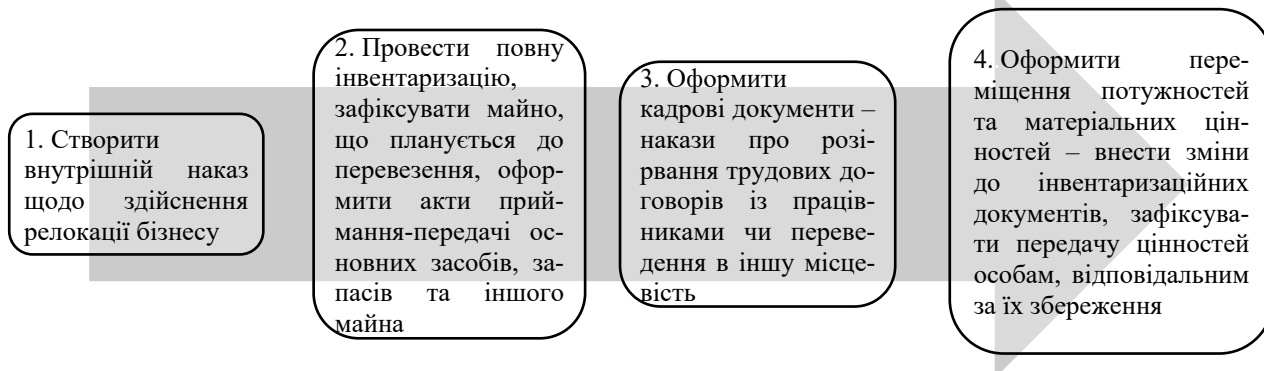 1. Створити
внутрішній наказ
щодо здійснення
релокації бізнесу
2. Провести повну
інвентаризацію,
зафіксувати майно,
що планується до
перевезення, офор-
мити акти прий-
мання-передачі ос-
новних засобів, за-
пасів та іншого
майна
3. Оформити
кадрові документи –
накази про розі-
рвання трудових до-
говорів із праців-
никами чи переве-
дення в іншу місце-
вість
4. Оформити пере-
міщення потужностей
та матеріальних цін-
ностей – внести зміни
до інвентаризаційних
документів, зафіксува-
ти передачу цінностей
особам, відповідальним
за їх збереження